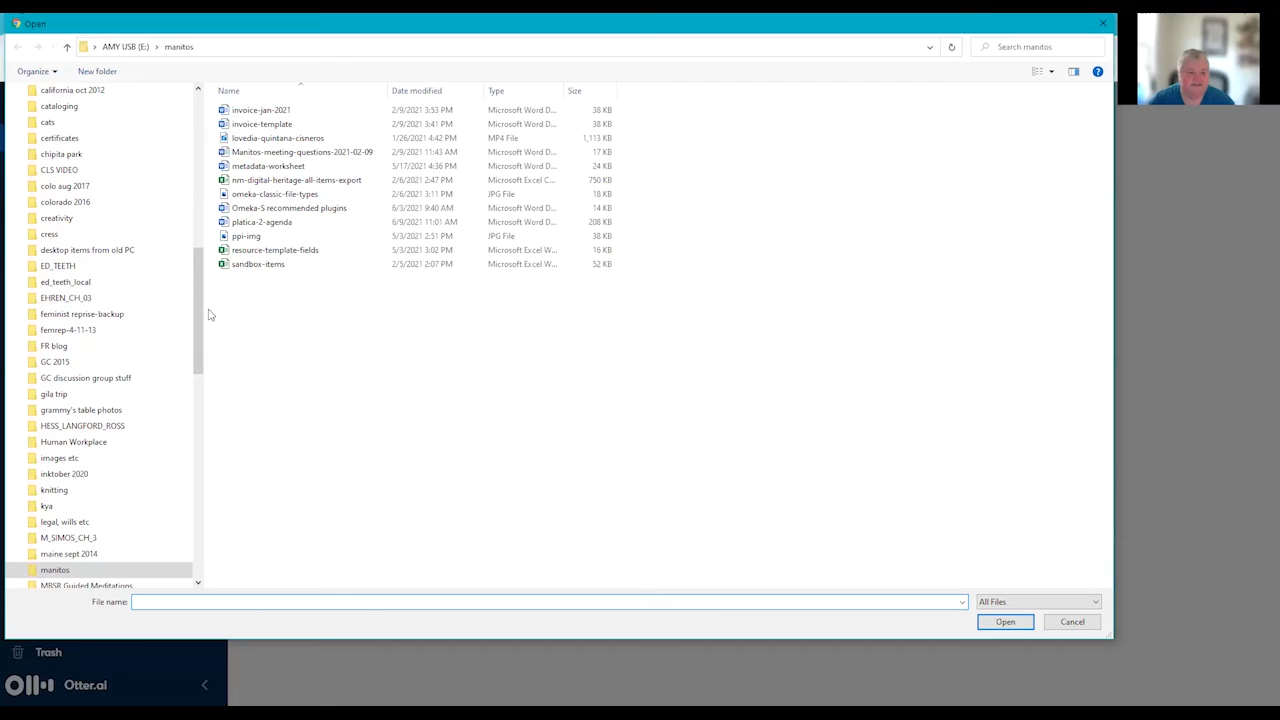 Open
AMY USB (E:) > manitos
Search manitos
Organize
New folder
california oct 2012
cataloging
cats
certificates
chipita park
CLS VIDEO
colo aug 2017
colorado 2016
creativity
cress
desktop items from old PC
ED_TEETH
ed_teeth_local
EHREN_CH_03
feminist reprise-backup
femrep-4-11-13
FR blog
GC 2015
GC discussion group stuff
gila trip
grammy's table photos
HESS_LANGFORD_ROSS
Human Workplace
images etc
inktober 2020
knitting
kya
legal, wills etc
M_SIMOS_CH_3
maine sept 2014
manitos
MBSR Guided Meditations
Name Date modified Type Size
invoice-jan-2021 2/9/2021 3:53 PM Microsoft Word D... 38 KB
invoice-template 2/9/2021 3:41 PM Microsoft Word D... 38 KB
lovedia-quintana-cisneros 1/26/2021 4:42 PM MP4 File 1,113 KB
Manitos-meeting-questions-2021-02-09 2/9/2021 11:43 AM Microsoft Word D... 17 KB
metadata-worksheet 5/17/2021 4:36 PM Microsoft Word D... 24 KB
nm-digital-heritage-all-items-export 2/6/2021 2:47 PM Microsoft Excel C... 750 KB
omeka-classic-file-types 2/6/2021 3:11 PM JPG File 18 KB
Omeka-S recommended plugins 6/3/2021 9:40 AM Microsoft Word D... 14 KB
platica-2-agenda 6/9/2021 11:01 AM Microsoft Word D... 208 KB
ppi-img 5/3/2021 2:51 PM JPG File 38 KB
resource-template-fields 5/3/2021 3:02 PM Microsoft Excel W... 16 KB
sandbox-items 2/5/2021 2:07 PM Microsoft Excel W... 52 KB
File name:
All Files
Open
Cancel
Trash
Otter.ai